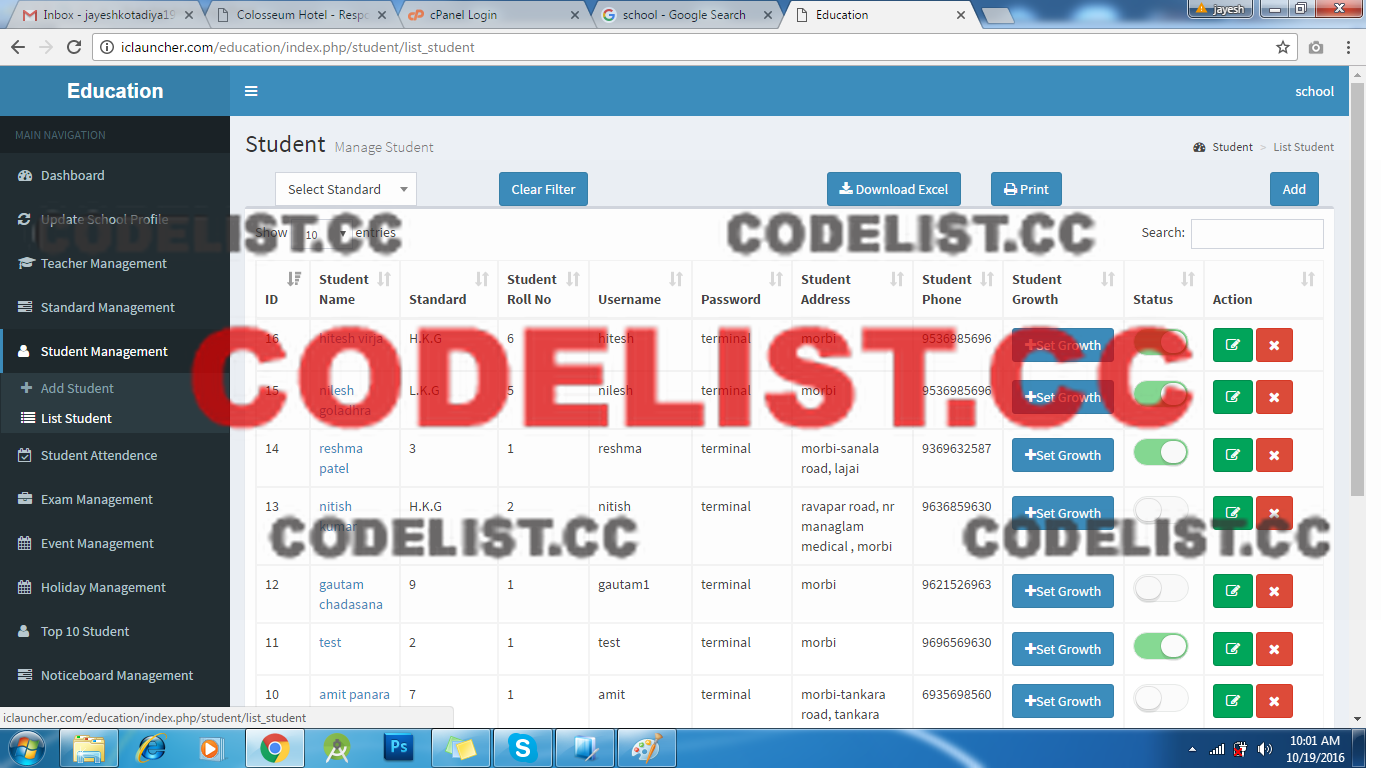 Inbox - jayeshkotadiya19
Colosseum Hotel - Respo
cPanel Login
school - Google Search
Education
jayesh
iclauncher.com/education/index.php/student/list_student
Education
school
MAIN NAVIGATION
Dashboard
Update School Profile
Teacher Management
Standard Management
Student Management
Add Student
List Student
Student Attendence
Exam Management
Event Management
Holiday Management
Top 10 Student
Noticeboard Management
Student Manage Student
Student > List Student
Select Standard
Clear Filter
Download Excel
Print
Add
CODELIST.CC
CODELIST.CC
Show 10 entries
Search:
ID Student Name Standard Student Roll No Username Password Student Address Student Phone Student Growth Status Action
16 hitesh virja H.K.G 6 hitesh terminal morbi 9536985696 Set Growth
CODELIST.CC
15 nilesh goladhra L.K.G 5 nilesh terminal morbi 9536985696 Set Growth
14 reshma patel 3 1 reshma terminal morbi-sanala road, lajai 9369632587 Set Growth
13 nitish kumar H.K.G 2 nitish terminal ravapar road, nr managlam medical , morbi 9636859630 Set Growth
CODELIST.CC
CODELIST.CC
12 gautam chadasana 9 1 gautam1 terminal morbi 9621526963 Set Growth
11 test 2 1 test terminal morbi 9696569630 Set Growth
10 amit panara 7 1 amit terminal morbi-tankara road, tankara 6935698560 Set Growth
iclauncher.com/education/index.php/student/list_student
Ps
10:01 AM
10/19/2016